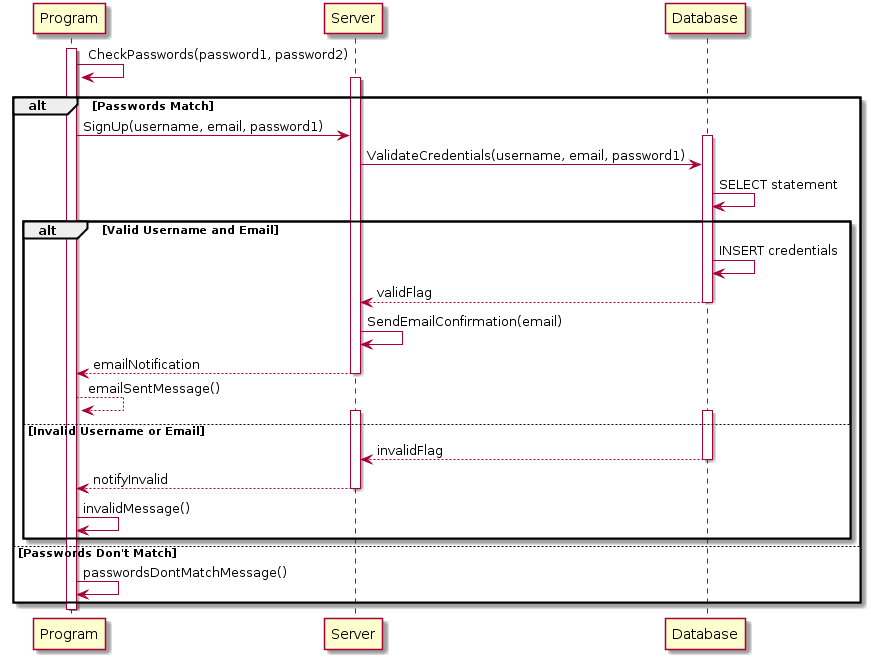 Program
Server
Database
CheckPasswords(password1, password2)
alt
[Passwords Match]
SignUp(username, email, password1)
ValidateCredentials(username, email, password1)
SELECT statement
alt
[Valid Username and Email]
INSERT credentials
validFlag
SendEmailConfirmation(email)
emailNotification
emailSentMessage()
[Invalid Username or Email]
invalidFlag
notifyInvalid
invalidMessage()
[Passwords Don't Match]
passwordsDontMatchMessage()
Program
Server
Database